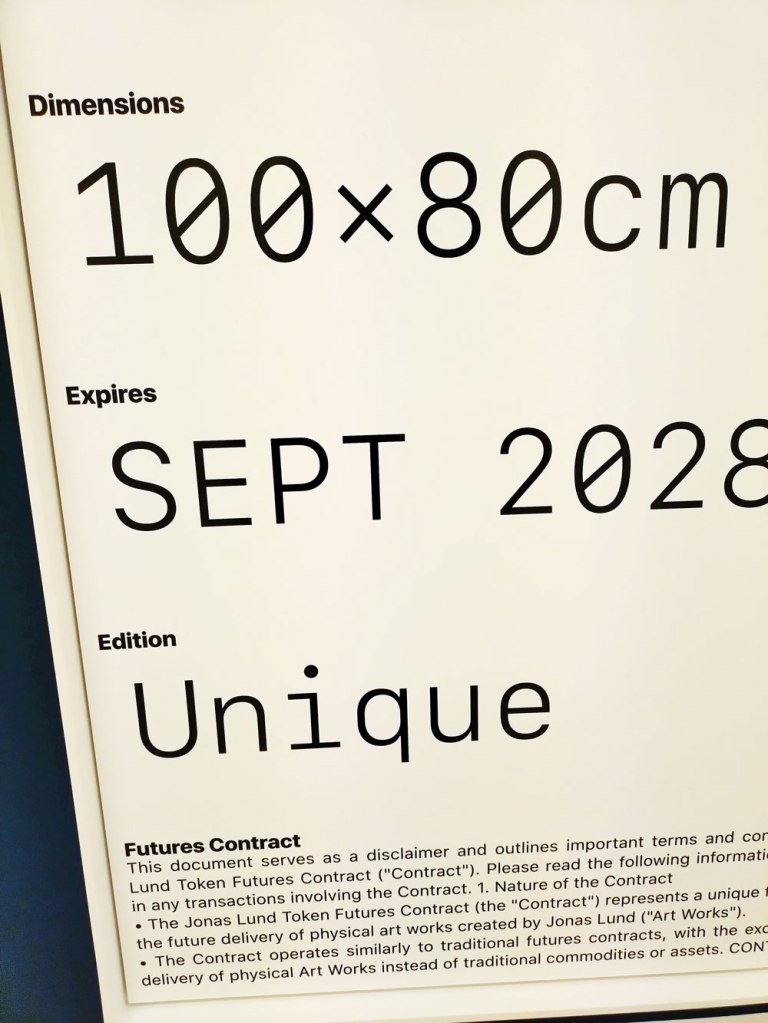 Dimensions
100×80cm
Expires
SEPT 2028
Edition
Unique
Futures Contract
This document serves as a disclaimer and outlines important terms and
Lund Token Futures Contract ("Contract"). Please read the following
in any transactions involving the Contract. 1. Nature of the Contract
• The Jonas Lund Token Futures Contract (the "Contract") represents a unique
the future delivery of physical art works created by Jonas Lund ("Art Works").
• The Contract operates similarly to traditional futures contracts, with the
delivery of physical Art Works instead of traditional commodities or assets.